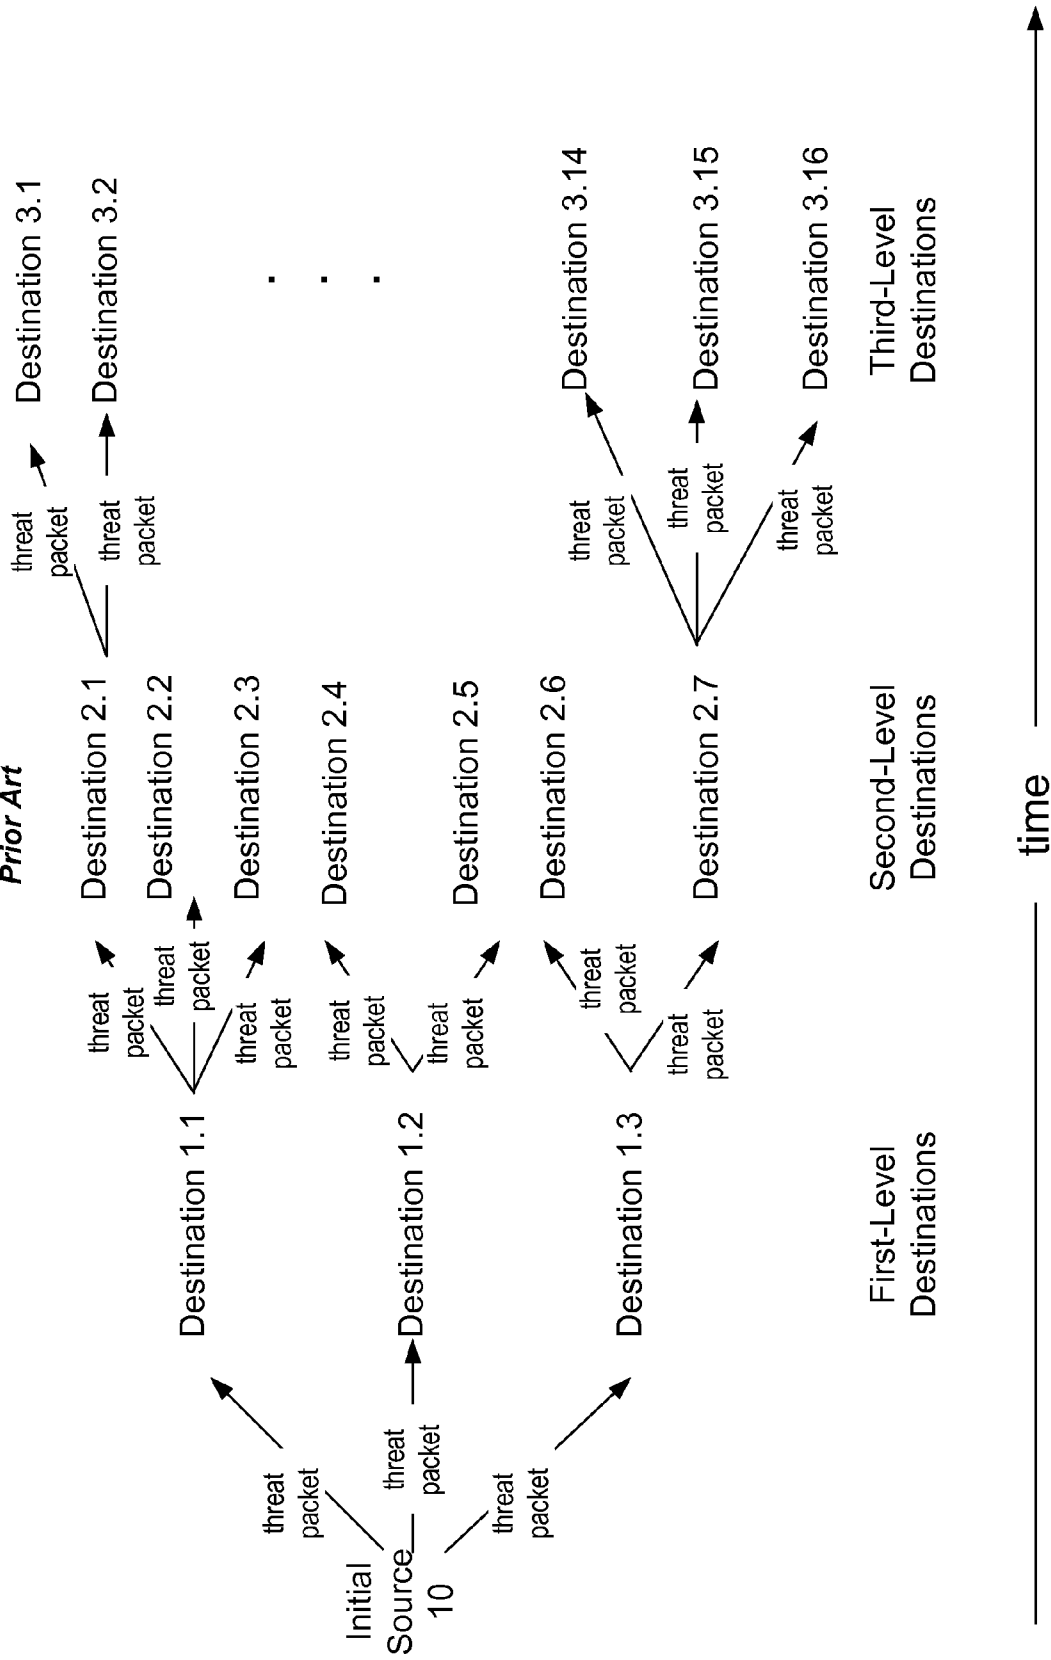 Prior Art
Initial
Source
10
threat
packet
threat
packet
threat
packet
Destination 1.1
Destination 1.2
Destination 1.3
First-Level
Destinations
threat
packet
threat
packet
threat
packet
threat
packet
threat
packet
threat
packet
threat
packet
Destination 2.1
Destination 2.2
Destination 2.3
Destination 2.4
Destination 2.5
Destination 2.6
Destination 2.7
Second-Level
Destinations
threat
packet
threat
packet
threat
packet
threat
packet
threat
packet
Destination 3.1
Destination 3.2
. . .
Destination 3.14
Destination 3.15
Destination 3.16
Third-Level
Destinations
time